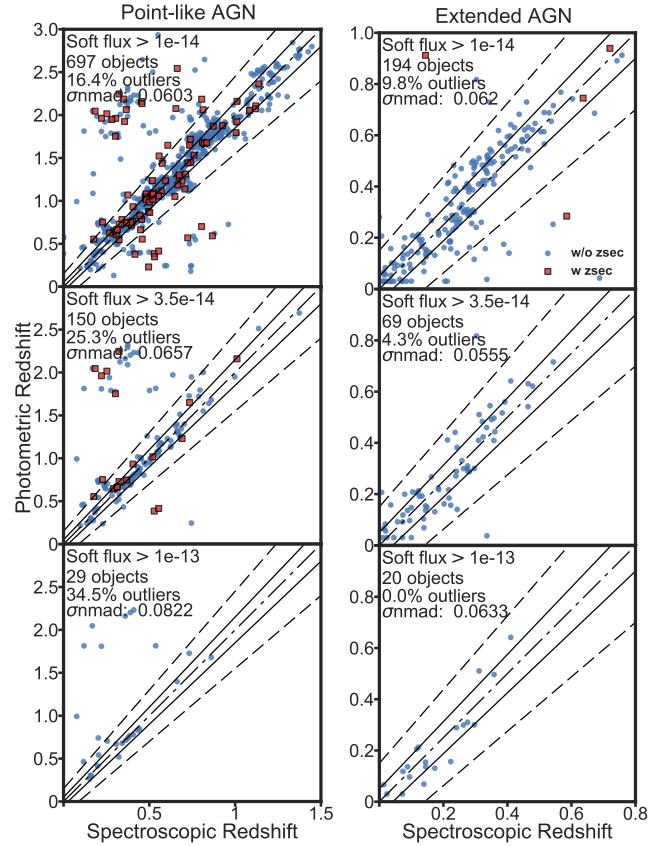 Point-like AGN
Extended AGN
3.0
2.5
2.0
1.5
1.0
0.5
0
Soft flux > 1e-14
697 objects
16.4% outliers
σnmad: 0.0603
1.0
0.8
0.6
0.4
0.2
0
Soft flux > 1e-14
194 objects
9.8% outliers
σnmad: 0.062
w/o zsec
w zsec
Photometric Redshift
2.5
2.0
1.5
1.0
0.5
0
Soft flux > 3.5e-14
150 objects
25.3% outliers
σnmad: 0.0657
0.8
0.6
0.4
0.2
0
Soft flux > 3.5e-14
69 objects
4.3% outliers
σnmad: 0.0555
2.5
2.0
1.5
1.0
0.5
0
Soft flux > 1e-13
29 objects
34.5% outliers
σnmad: 0.0822
0.8
0.6
0.4
0.2
0
Soft flux > 1e-13
20 objects
0.0% outliers
σnmad: 0.0633
0.5 1 1.5
0.2 0.4 0.6 0.8
Spectroscopic Redshift
Spectroscopic Redshift